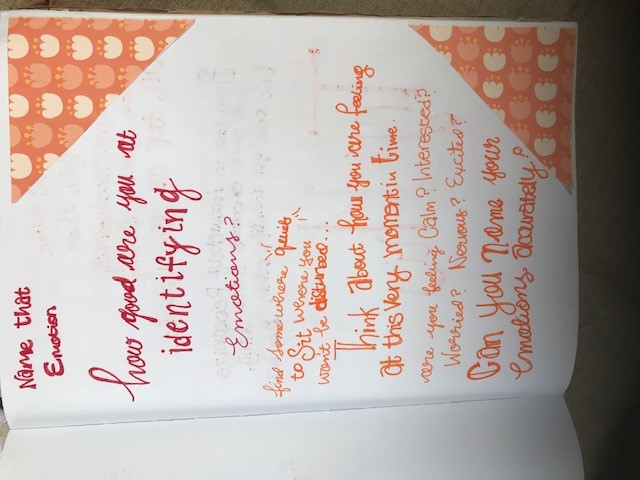 Name that
Emotion
how good are you at
identifying
Emotions?
find somewhere quiet
to Sit where you
won't be disturbed...
Think about how you are feeling
at this very moment in time.
are you feeling Calm? Interested?
Worried? Nervous? Excited?
Can you name your
emotions accurately?